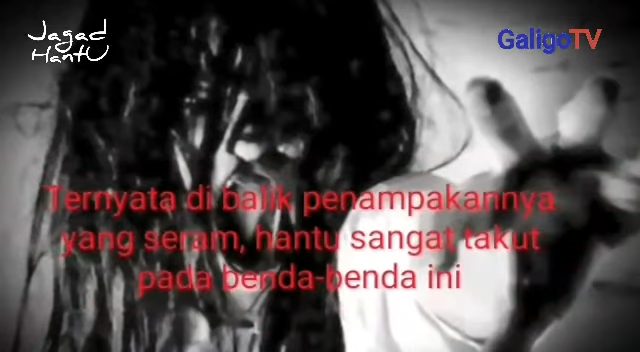 Jagad
Hantu
GaligoTV
Ternyata di balik penampakannya
yang seram, hantu sangat takut
pada benda-benda ini